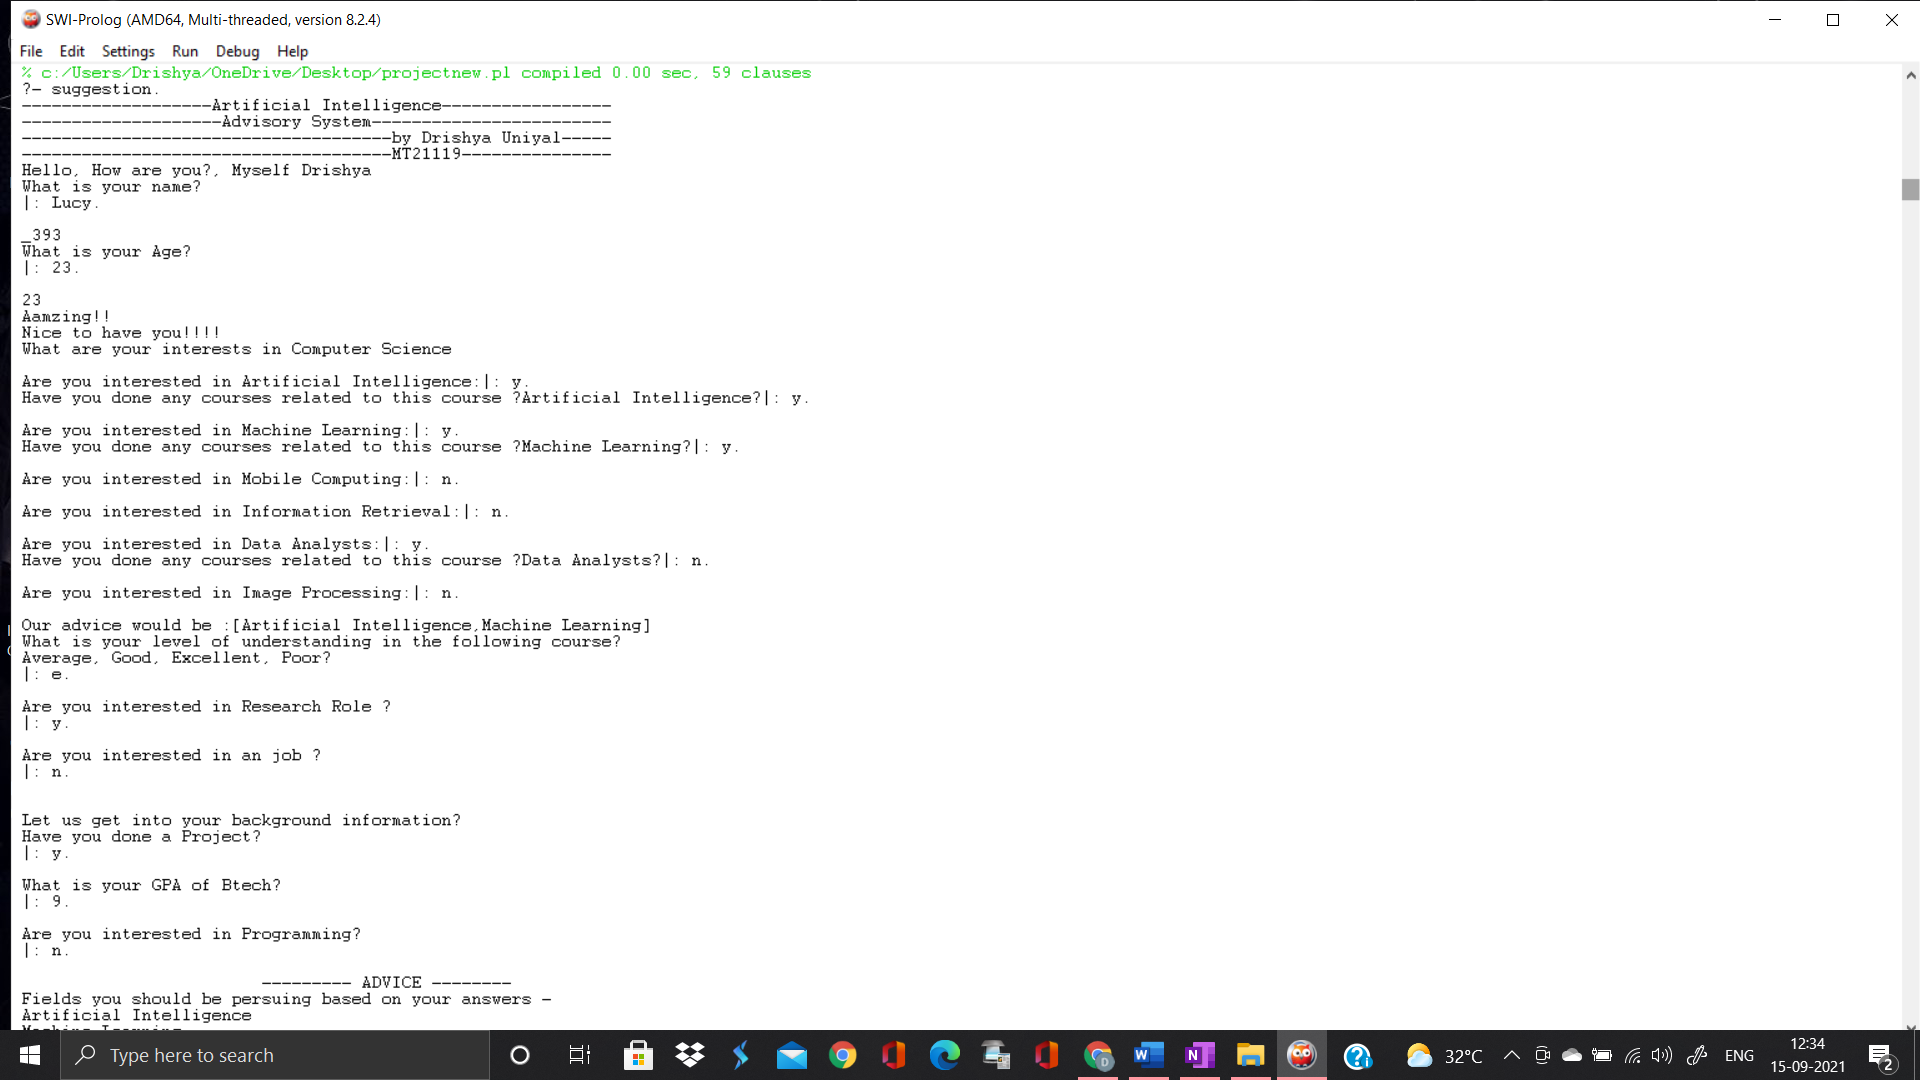 SWI-Prolog (AMD64, Multi-threaded, version 8.2.4)
File Edit Settings Run Debug Help
% c:/Users/Drishya/OneDrive/Desktop/projectnew.pl compiled 0.00 sec, 59 clauses
?- suggestion.
-------------------Artificial Intelligence-----------------
--------------------Advisory System------------------------
-------------------------------------by Drishya Uniyal-----
-------------------------------------MT21119---------------
Hello, How are you?, Myself Drishya
What is your name?
|: Lucy.
_393
What is your Age?
|: 23.
23
Aamzing!!
Nice to have you!!!!
What are your interests in Computer Science
Are you interested in Artificial Intelligence:|: y.
Have you done any courses related to this course ?Artificial Intelligence?|: y.
Are you interested in Machine Learning:|: y.
Have you done any courses related to this course ?Machine Learning?|: y.
Are you interested in Mobile Computing:|: n.
Are you interested in Information Retrieval:|: n.
Are you interested in Data Analysts:|: y.
Have you done any courses related to this course ?Data Analysts?|: n.
Are you interested in Image Processing:|: n.
Our advice would be :[Artificial Intelligence,Machine Learning]
What is your level of understanding in the following course?
Average, Good, Excellent, Poor?
|: e.
Are you interested in Research Role ?
|: y.
Are you interested in an job ?
|: n.
Let us get into your background information?
Have you done a Project?
|: y.
What is your GPA of Btech?
|: 9.
Are you interested in Programming?
|: n.
--------- ADVICE --------
Fields you should be persuing based on your answers -
Artificial Intelligence
Machine Learning
Type here to search
32°C
ENG
12:34
15-09-2021
2